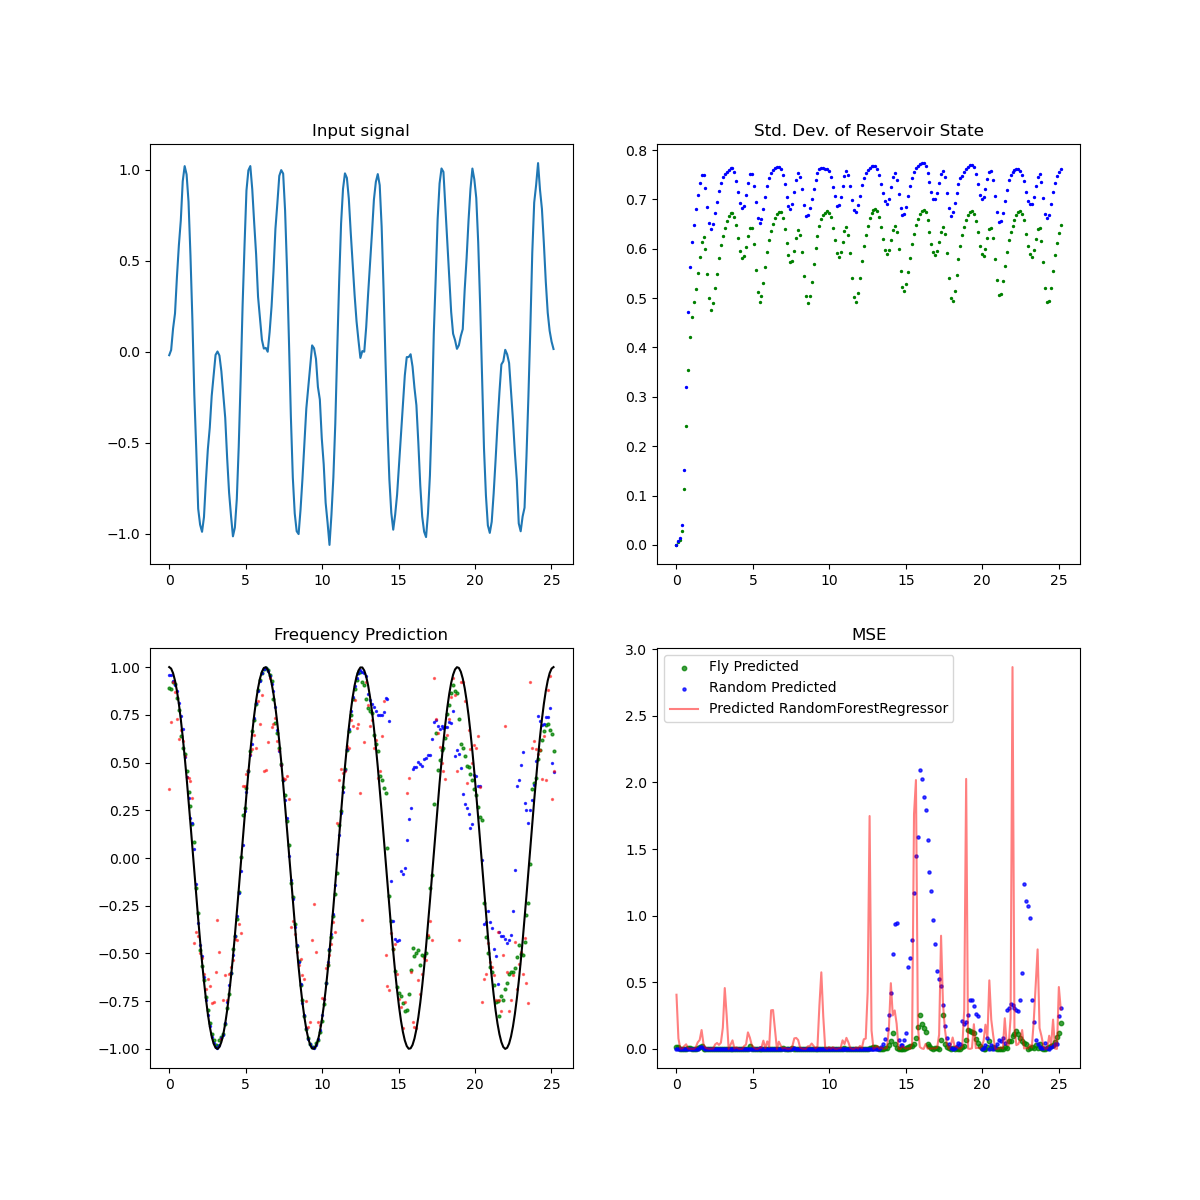 Input signal
1.0
0.5
0.0
−0.5
−1.0
0 5 10 15 20 25
Std. Dev. of Reservoir State
0.8
0.7
0.6
0.5
0.4
0.3
0.2
0.1
0.0
0 5 10 15 20 25
Frequency Prediction
1.00
0.75
0.50
0.25
0.00
−0.25
−0.50
−0.75
−1.00
0 5 10 15 20 25
MSE
3.0
2.5
2.0
1.5
1.0
0.5
0.0
Fly Predicted
Random Predicted
Predicted RandomForestRegressor
0 5 10 15 20 25